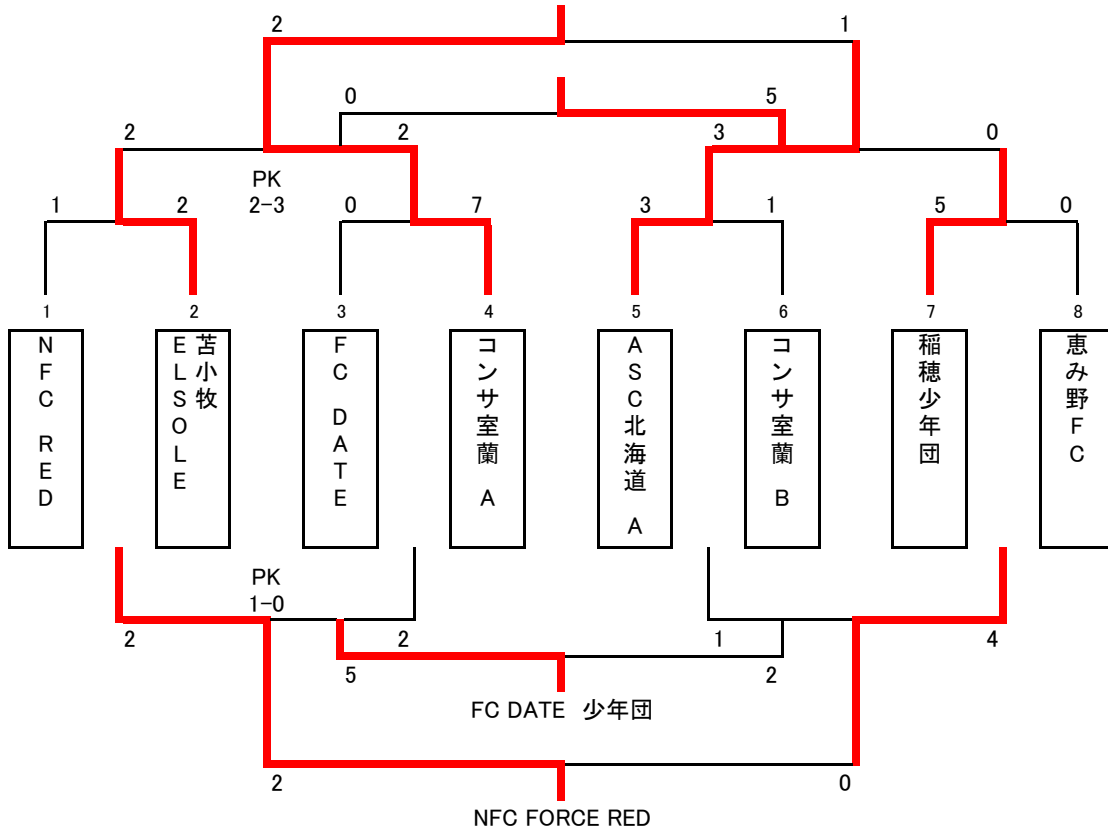 2 1
0 5
2 2 3 0
PK
2-3
1 2 0 7 3 1 5 0
1 2 3 4 5 6 7 8
NFC RED
苫小牧
ELSOLE
FC DATE
コンサ室蘭 A
ASC北海道 A
コンサ室蘭 B
稲穂少年団
恵み野FC
PK
1-0
2 2 1 4
5 2
FC DATE 少年団
2 0
NFC FORCE RED